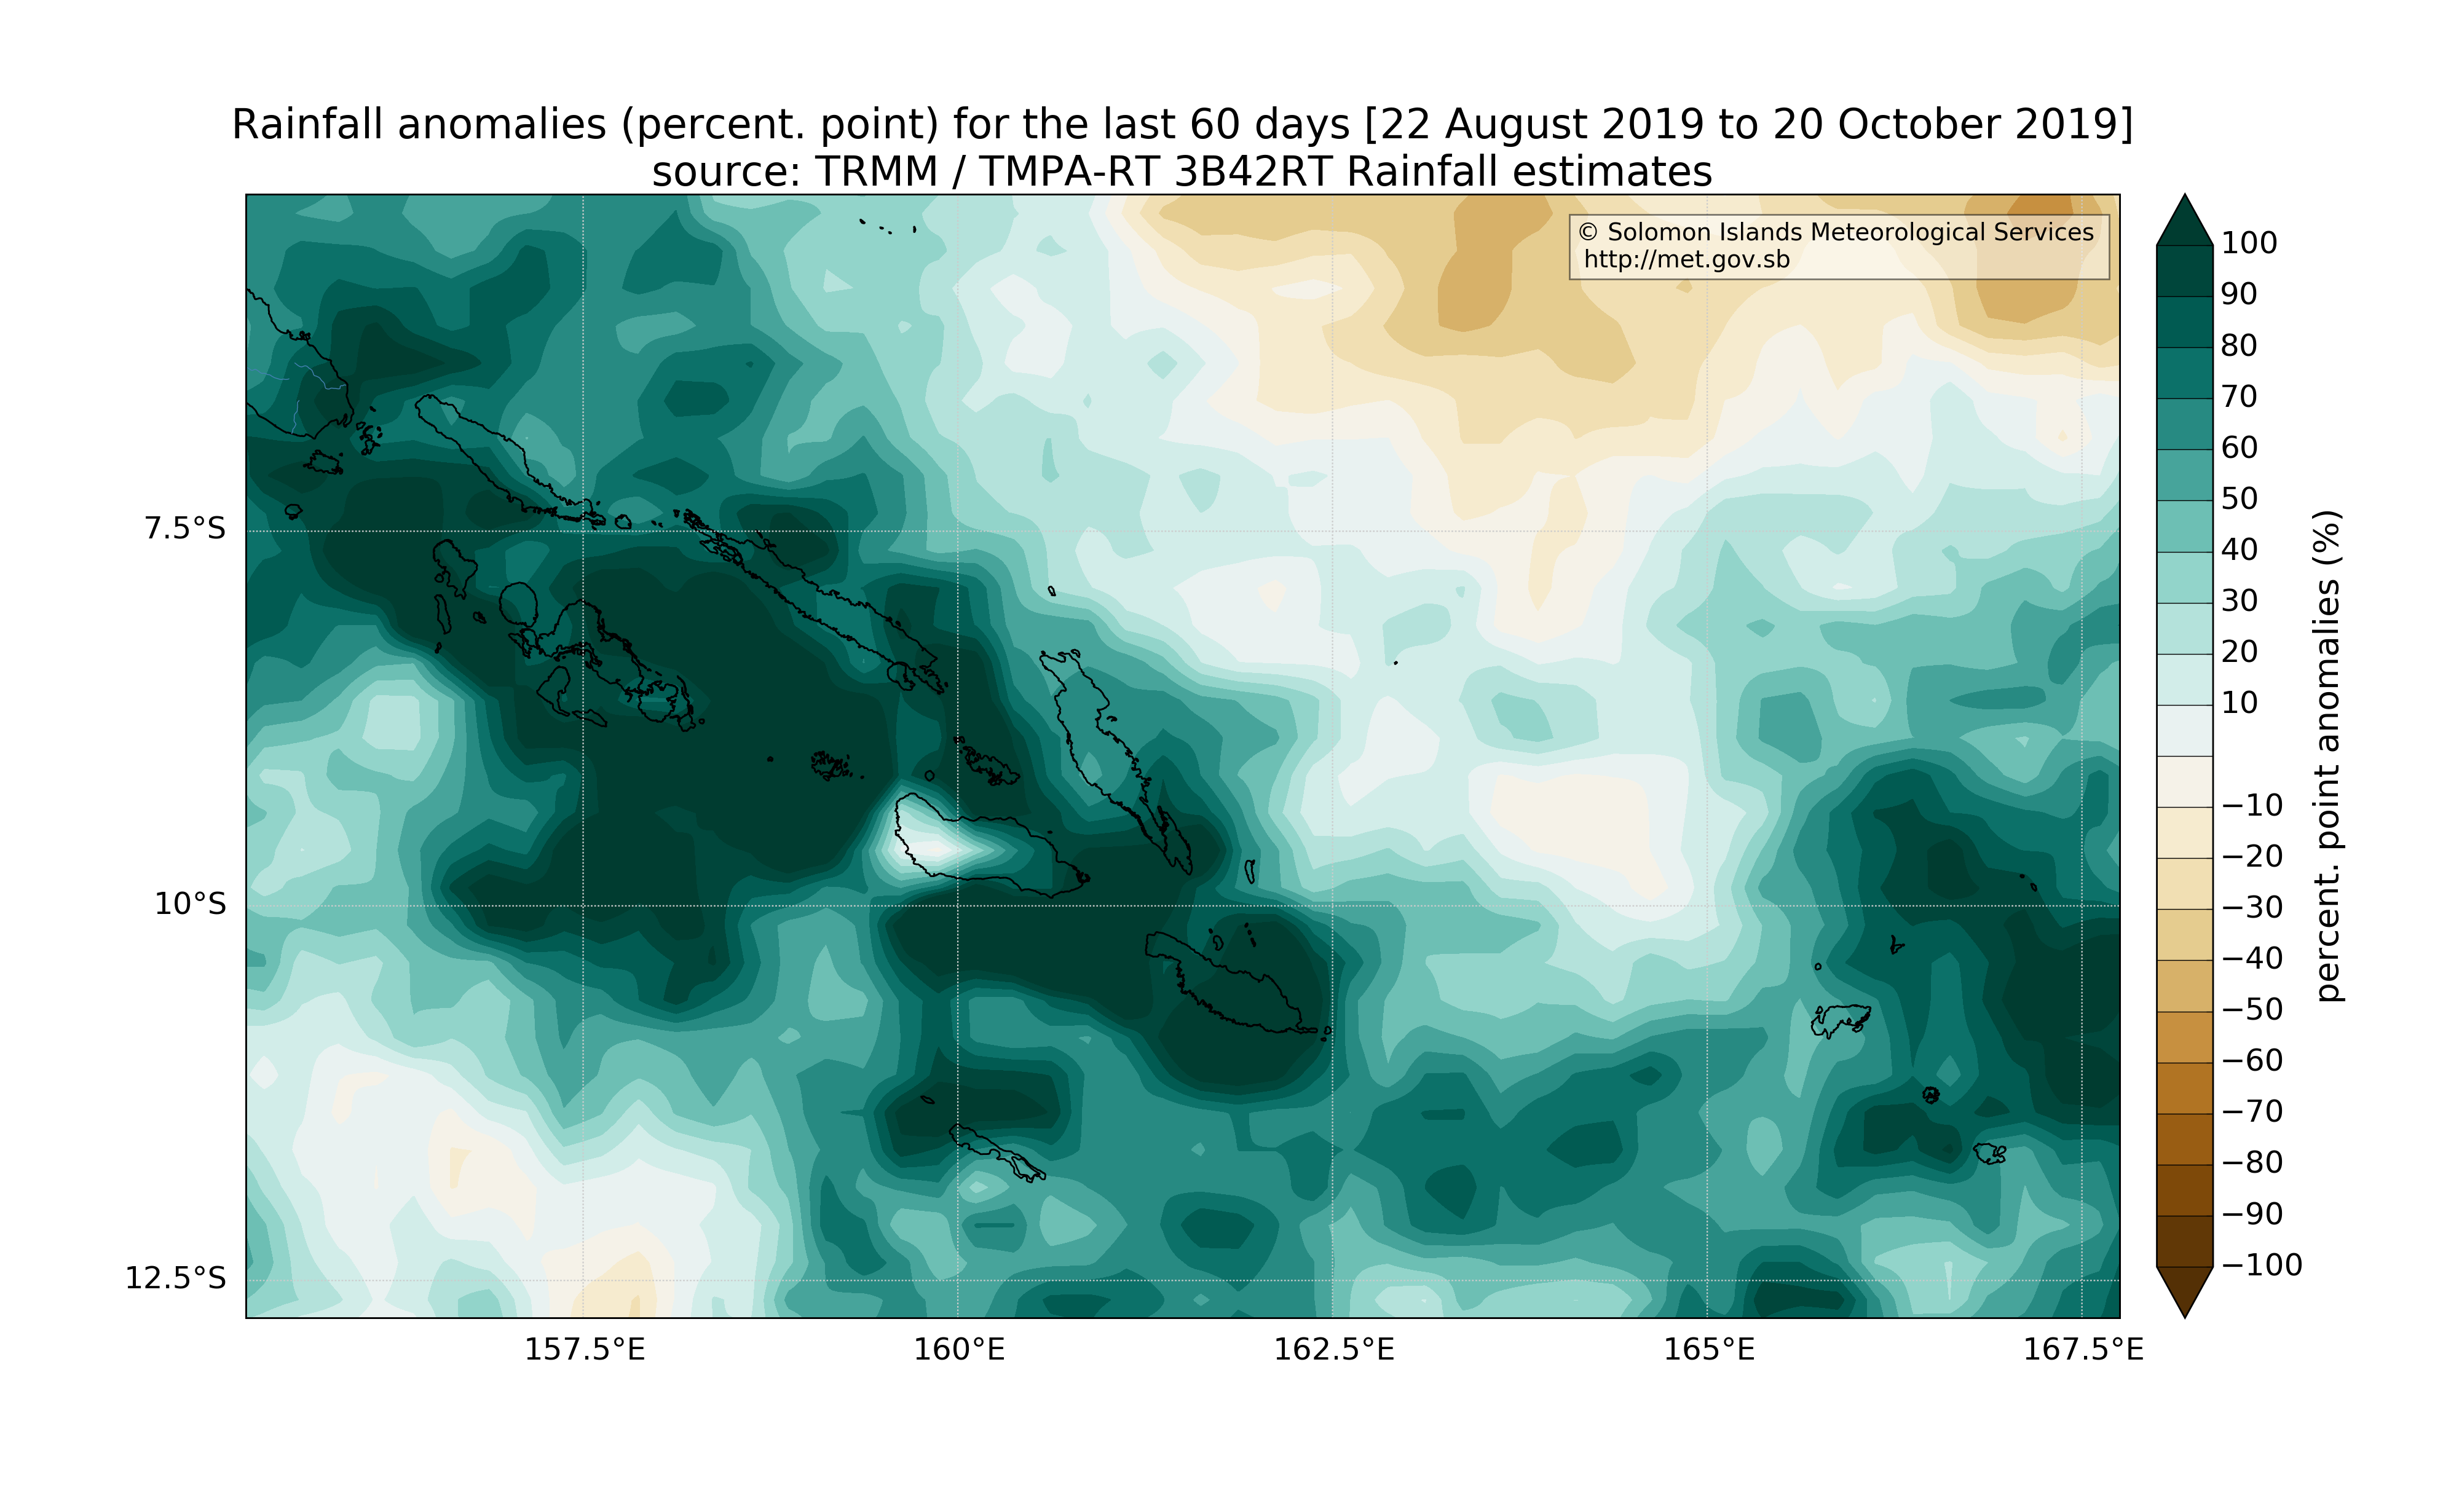 Rainfall anomalies (percent. point) for the last 60 days [22 August 2019 to 20 October 2019]
source: TRMM / TMPA-RT 3B42RT Rainfall estimates
© Solomon Islands Meteorological Services
http://met.gov.sb
7.5°S
10°S
12.5°S
157.5°E
160°E
162.5°E
165°E
167.5°E
100
90
80
70
60
50
40
30
20
10
−10
−20
−30
−40
−50
−60
−70
−80
−90
−100
percent. point anomalies (%)